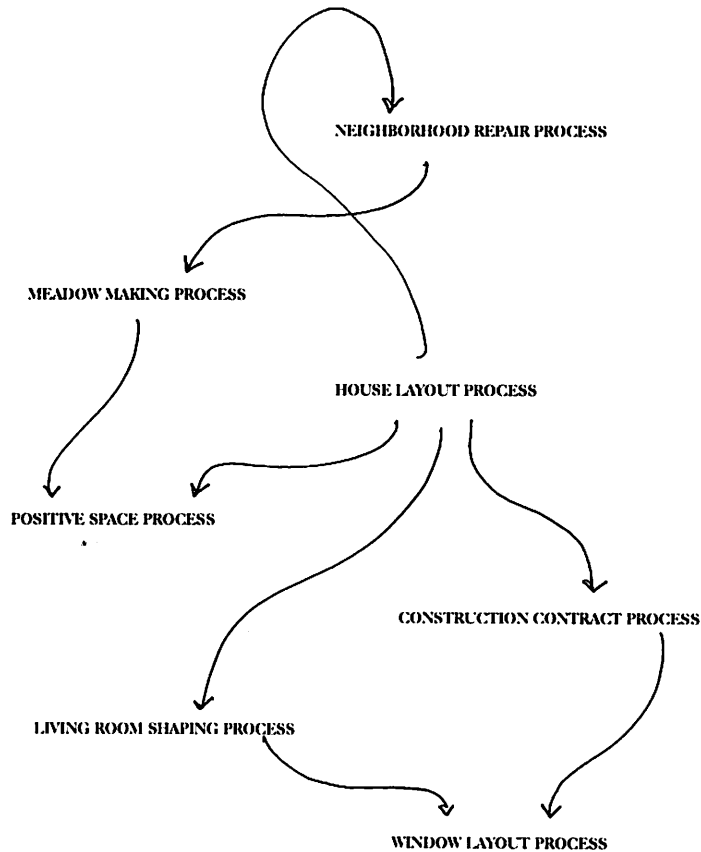 NEIGHBORHOOD REPAIR PROCESS
MEADOW MAKING PROCESS
HOUSE LAYOUT PROCESS
POSITIVE SPACE PROCESS
CONSTRUCTION CONTRACT PROCESS
LIVING ROOM SHAPING PROCESS
WINDOW LAYOUT PROCESS